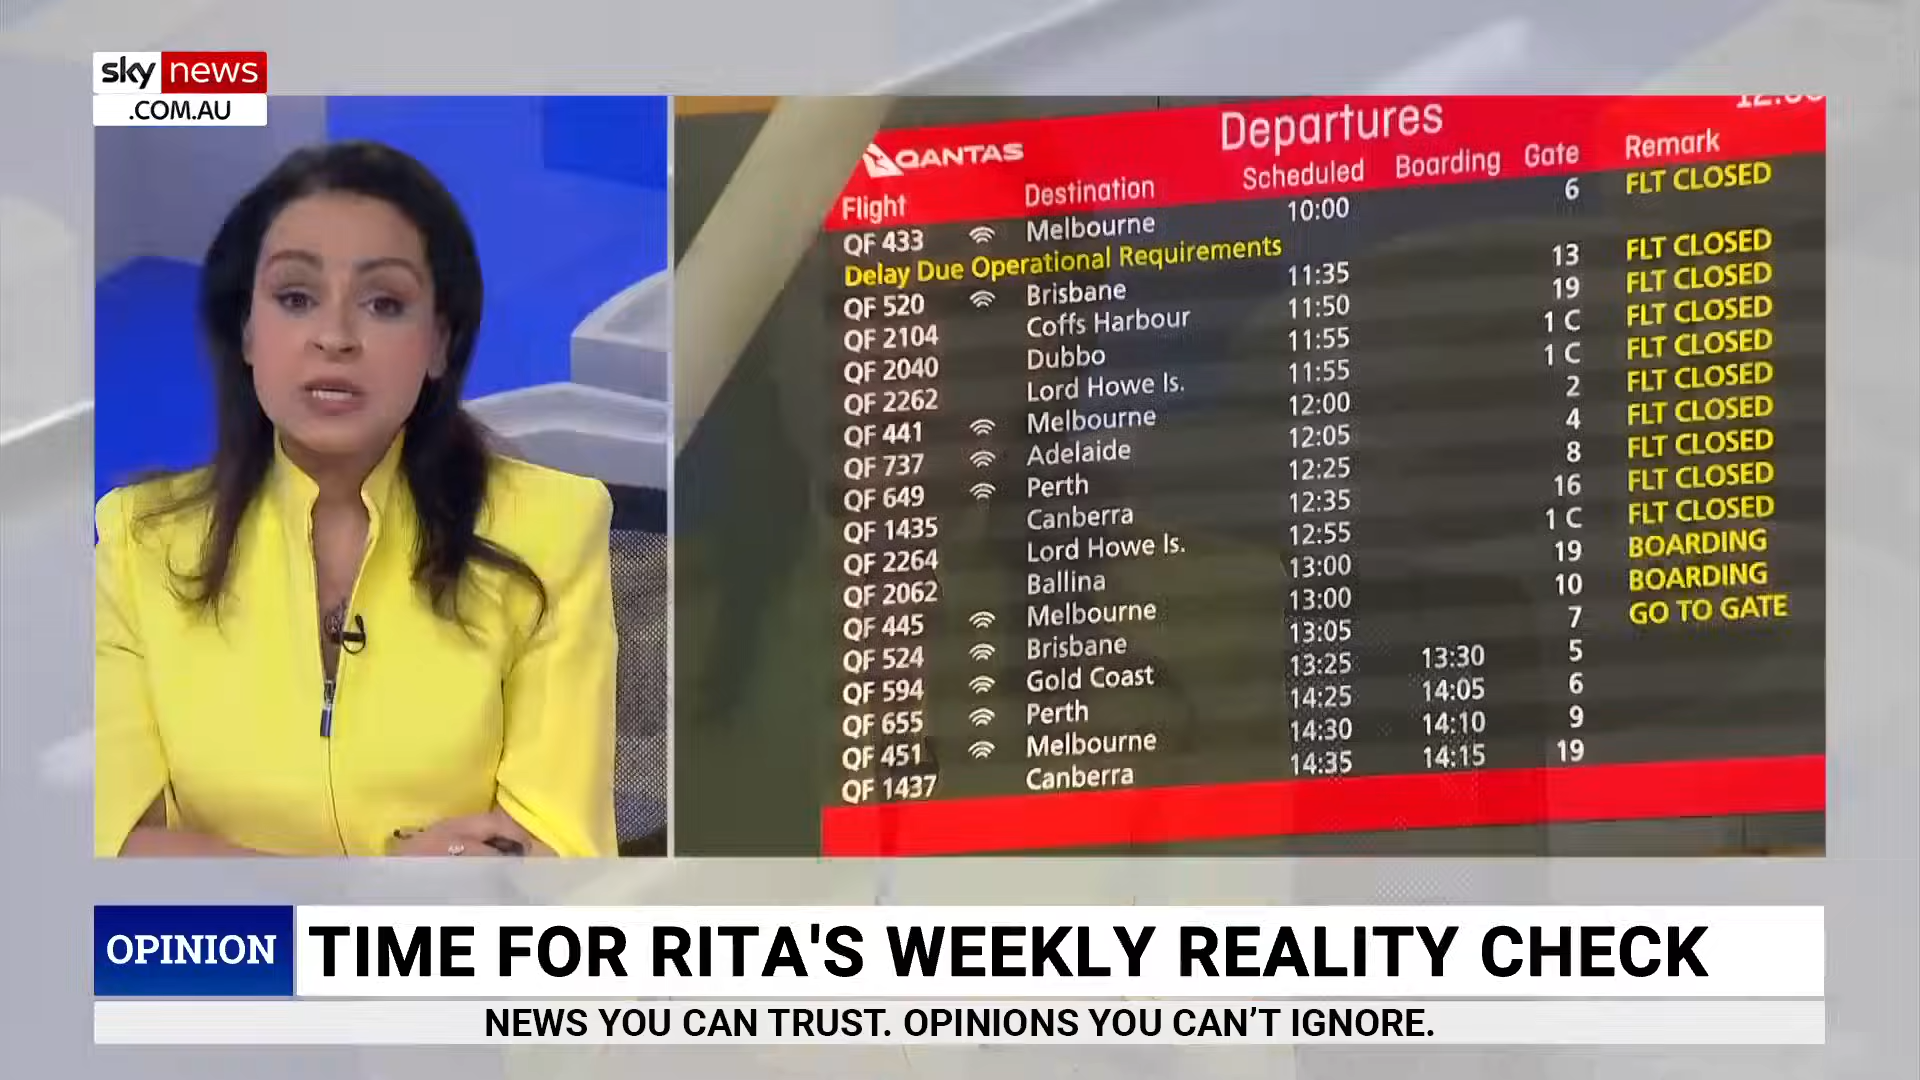 sky news
.COM.AU
Departures
QANTAS
Flight Destination Scheduled Boarding Gate Remark
QF 433 Melbourne 10:00 6 FLT CLOSED
Delay Due Operational Requirements
QF 520 Brisbane 11:35 13 FLT CLOSED
QF 2104 Coffs Harbour 11:50 19 FLT CLOSED
QF 2040 Dubbo 11:55 1 C FLT CLOSED
QF 2262 Lord Howe Is. 11:55 1 C FLT CLOSED
QF 441 Melbourne 12:00 2 FLT CLOSED
QF 737 Adelaide 12:05 4 FLT CLOSED
QF 649 Perth 12:25 8 FLT CLOSED
QF 1435 Canberra 12:35 16 FLT CLOSED
QF 2264 Lord Howe Is. 12:55 1 C FLT CLOSED
QF 2062 Ballina 13:00 19 BOARDING
QF 445 Melbourne 13:00 10 BOARDING
QF 524 Brisbane 13:05 7 GO TO GATE
QF 594 Gold Coast 13:25 13:30 5
QF 655 Perth 14:25 14:05 6
QF 451 Melbourne 14:30 14:10 9
QF 1437 Canberra 14:35 14:15 19
OPINION TIME FOR RITA'S WEEKLY REALITY CHECK
NEWS YOU CAN TRUST. OPINIONS YOU CAN'T IGNORE.